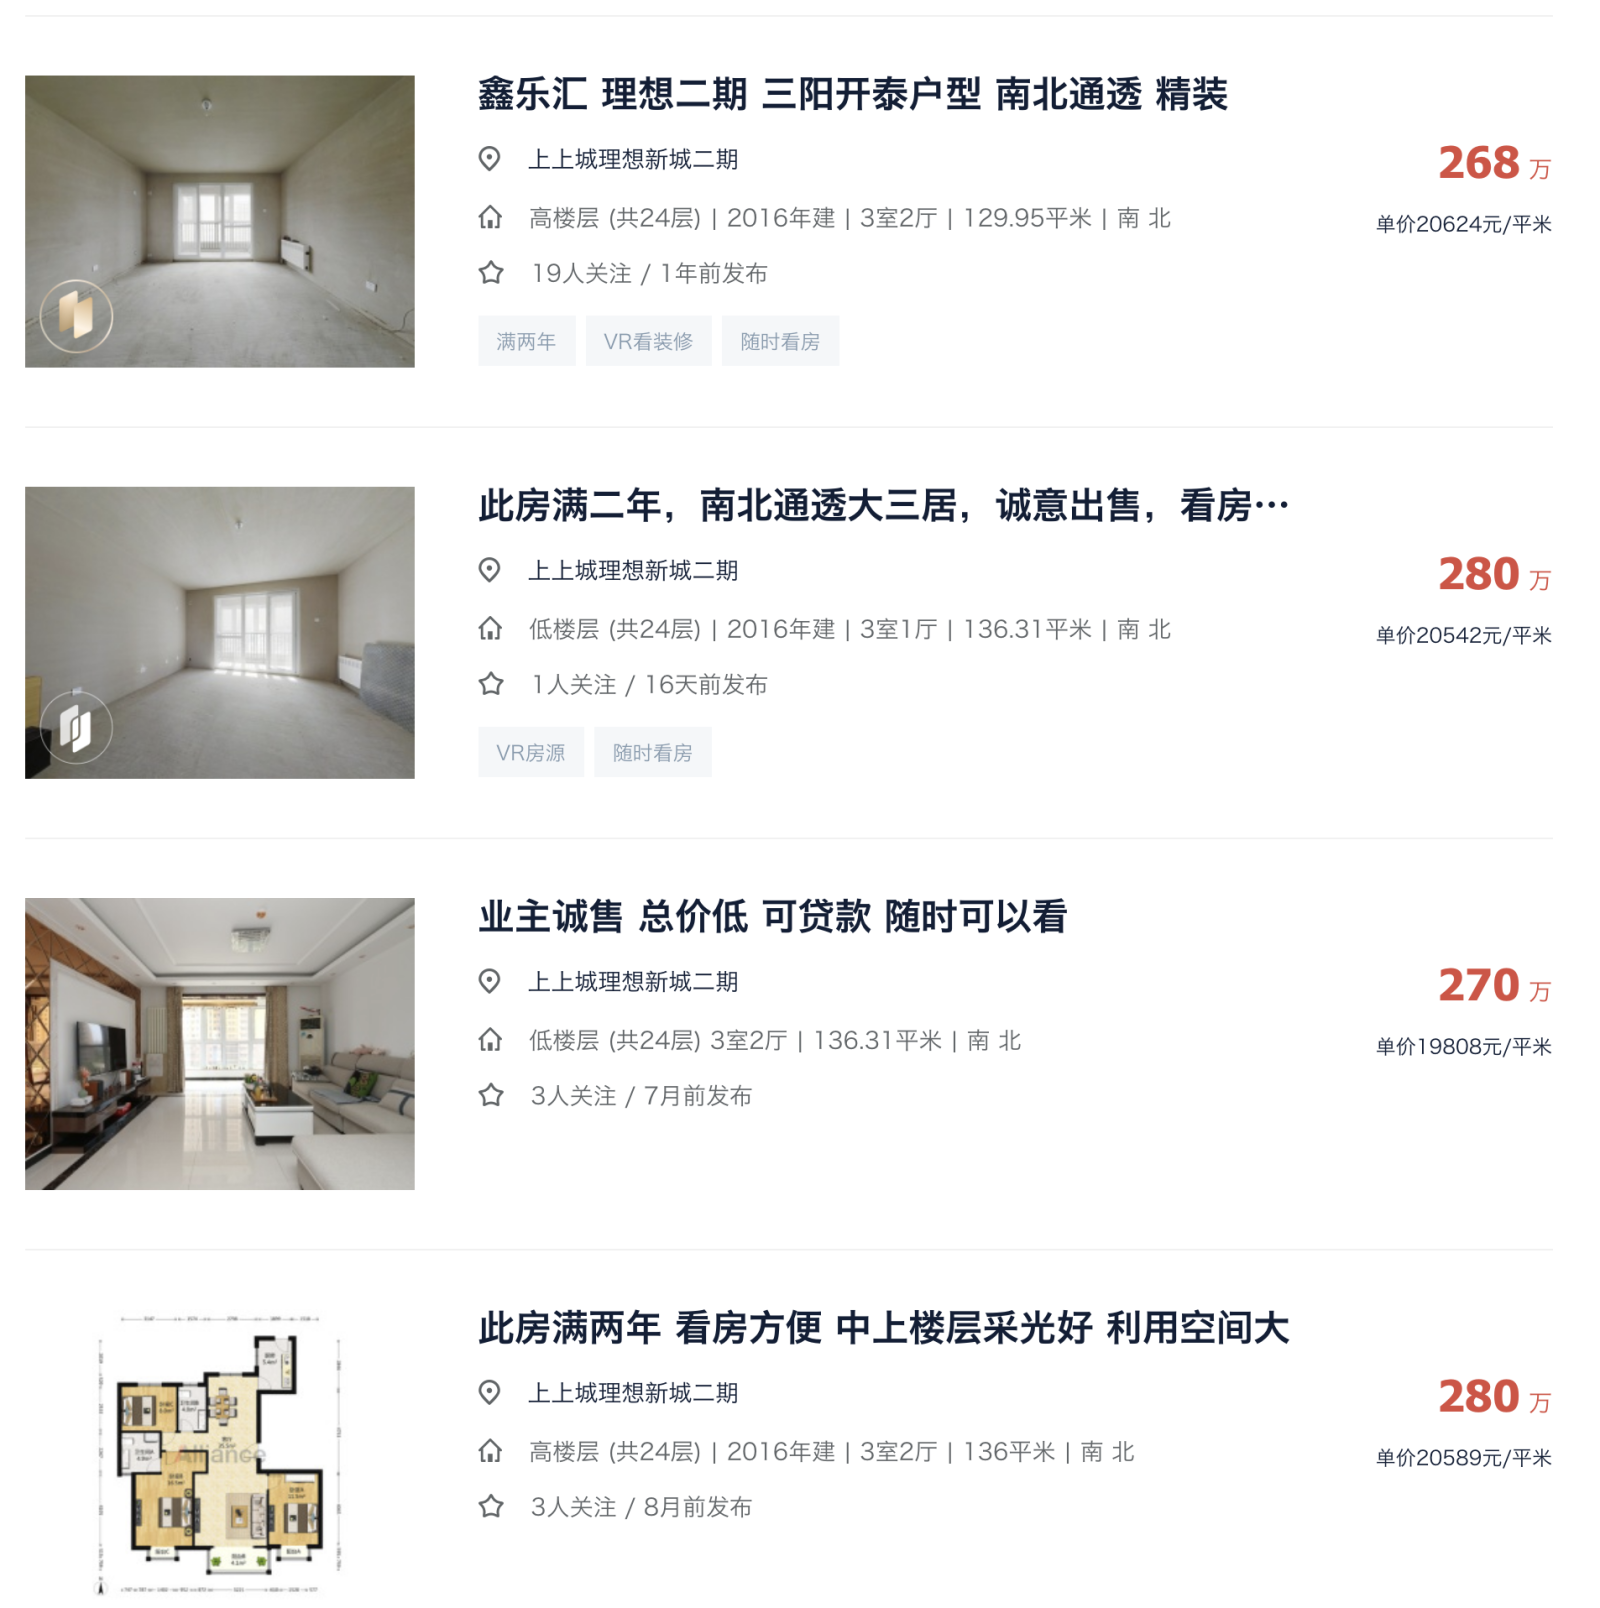 鑫乐汇 理想二期 三阳开泰户型 南北通透 精装
上上城理想新城二期
268 万
高楼层 (共24层) | 2016年建 | 3室2厅 | 129.95平米 | 南 北
单价20624元/平米
19人关注 / 1年前发布
满两年 VR看装修 随时看房
此房满二年，南北通透大三居，诚意出售，看房…
上上城理想新城二期
280 万
低楼层 (共24层) | 2016年建 | 3室1厅 | 136.31平米 | 南 北
单价20542元/平米
1人关注 / 16天前发布
VR房源 随时看房
业主诚售 总价低 可贷款 随时可以看
上上城理想新城二期
270 万
低楼层 (共24层) 3室2厅 | 136.31平米 | 南 北
单价19808元/平米
3人关注 / 7月前发布
此房满两年 看房方便 中上楼层采光好 利用空间大
上上城理想新城二期
280 万
高楼层 (共24层) | 2016年建 | 3室2厅 | 136平米 | 南 北
单价20589元/平米
3人关注 / 8月前发布
Alliance